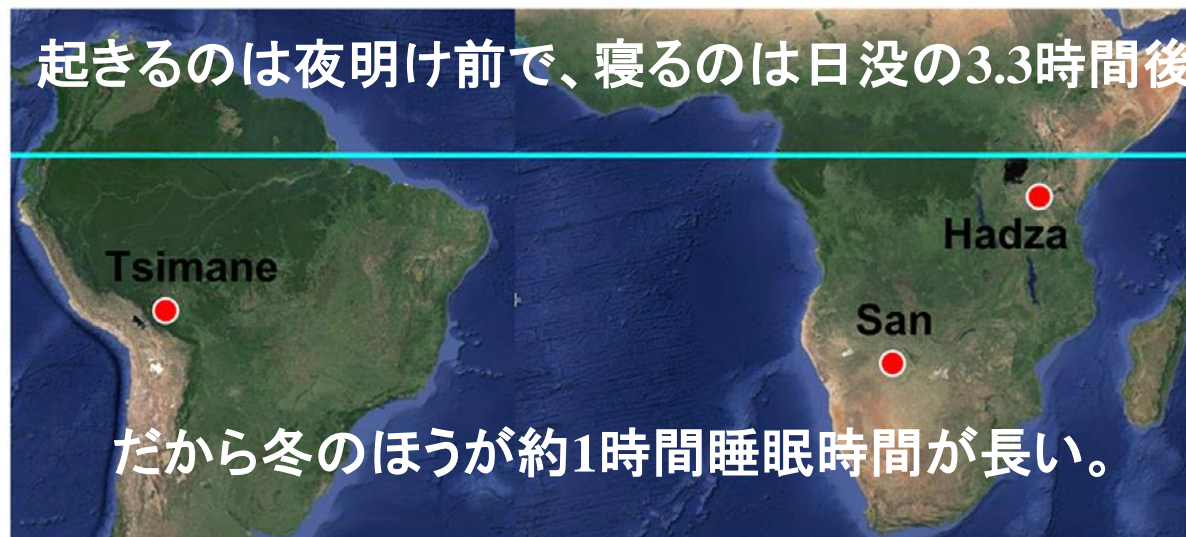 起きるのは夜明け前で、寝るのは日没の3.3時間後
Hadza
Tsimane
San
だから冬のほうが約1時間睡眠時間が長い。